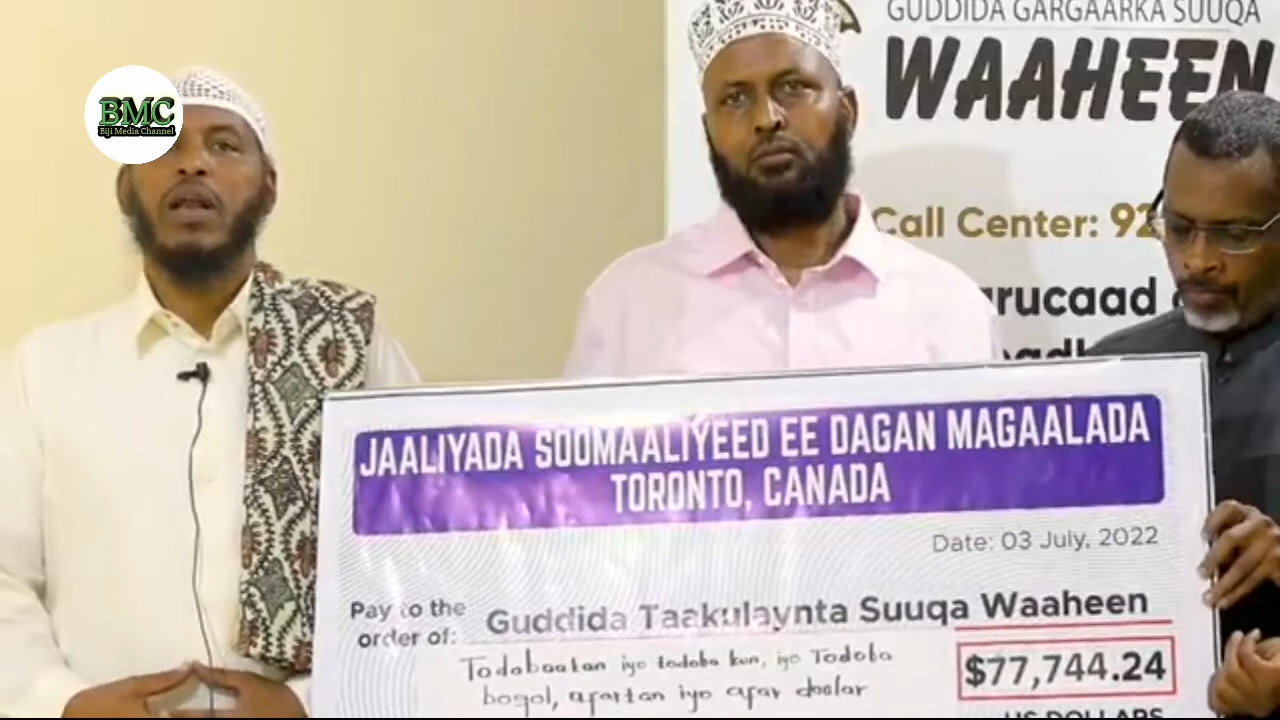 GUDDIDA GARGAARKA SUUQA
WAAHEEN
BMC
Biji Media Channel
Call Center: 92
arucaad
JAALIYADA SOOMAALIYEED EE DAGAN MAGAALADA
TORONTO, CANADA
Date: 03 July, 2022
Pay to the
order of:
Guddida Taakulaynta Suuqa Waaheen
Todobaatan iyo todoba kun, iyo Todoba
bogol, afartan iyo afar doolar
$77,744.24
US DOLLARS